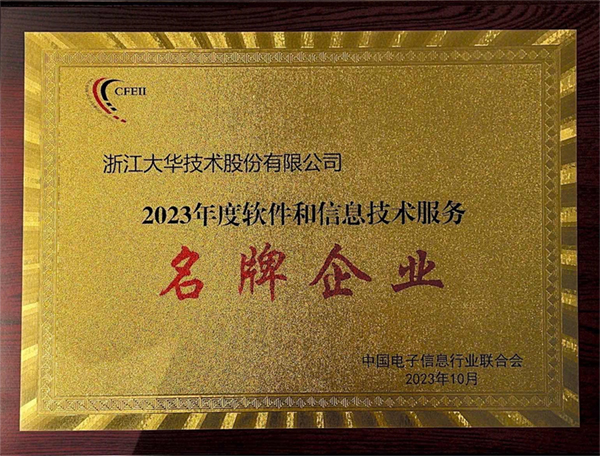 CFEII
浙江大华技术股份有限公司
2023年度软件和信息技术服务
名牌企业
中国电子信息行业联合会
2023年10月